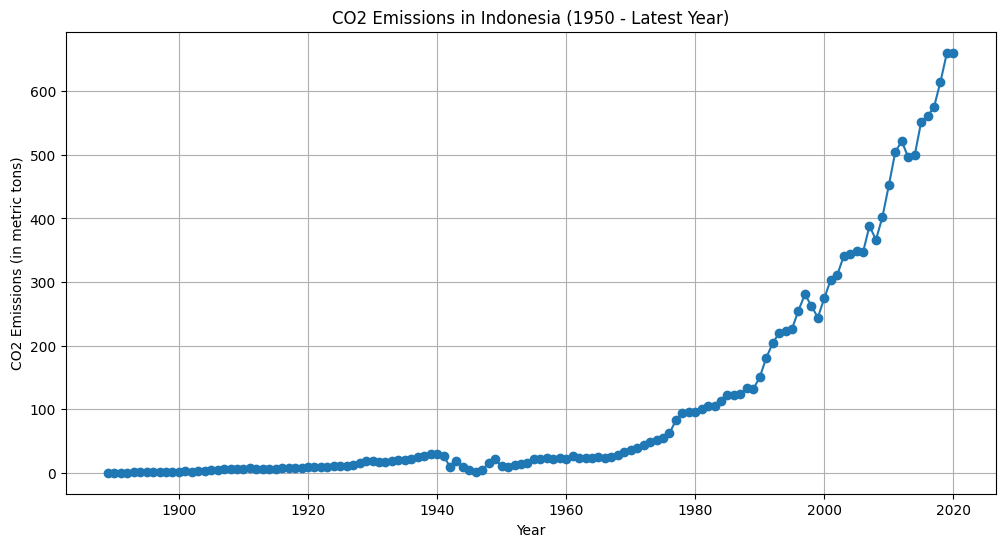 CO2 Emissions in Indonesia (1950 - Latest Year)
CO2 Emissions (in metric tons)
600
500
400
300
200
100
0
1900 1920 1940 1960 1980 2000 2020
Year